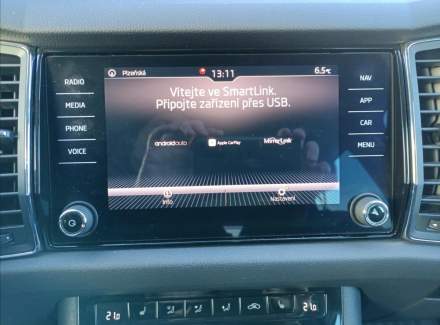 Plzeňská
13:11
6.5°C
Vítejte ve SmartLink.
Připojte zařízení přes USB.
androidauto Apple CarPlay MirrorLink
Info Nastavení
RADIO
MEDIA
PHONE
VOICE
NAV
APP
CAR
MENU
21.0 21.0